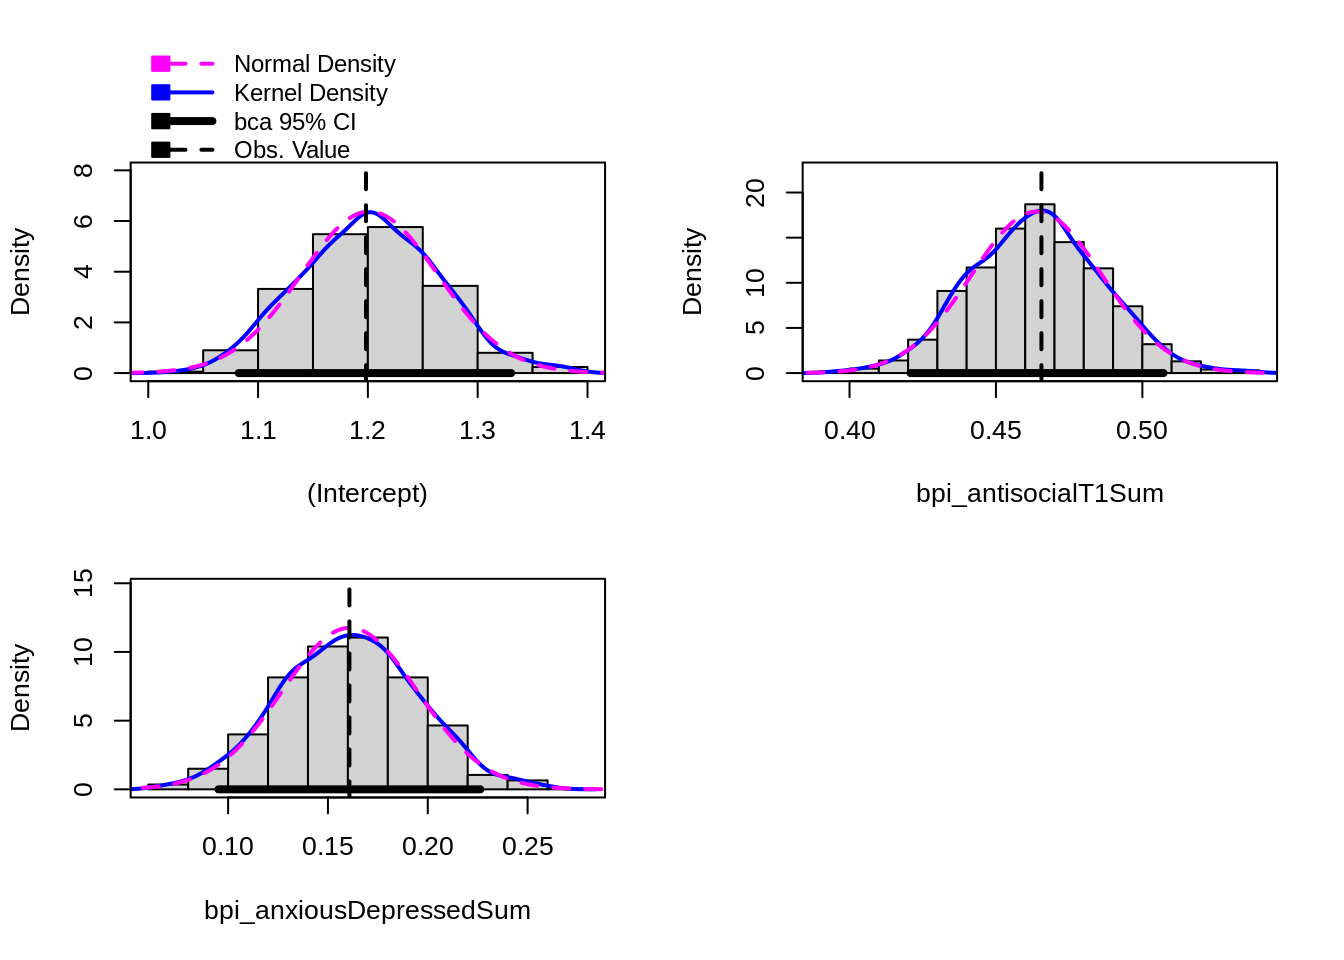 Normal Density
Kernel Density
bca 95% CI
Obs. Value
Density
0 2 4 6 8
1.0 1.1 1.2 1.3 1.4
(Intercept)
Density
0 5 10 20
0.40 0.45 0.50
bpi_antisocialT1Sum
Density
0 5 10 15
0.10 0.15 0.20 0.25
bpi_anxiousDepressedSum